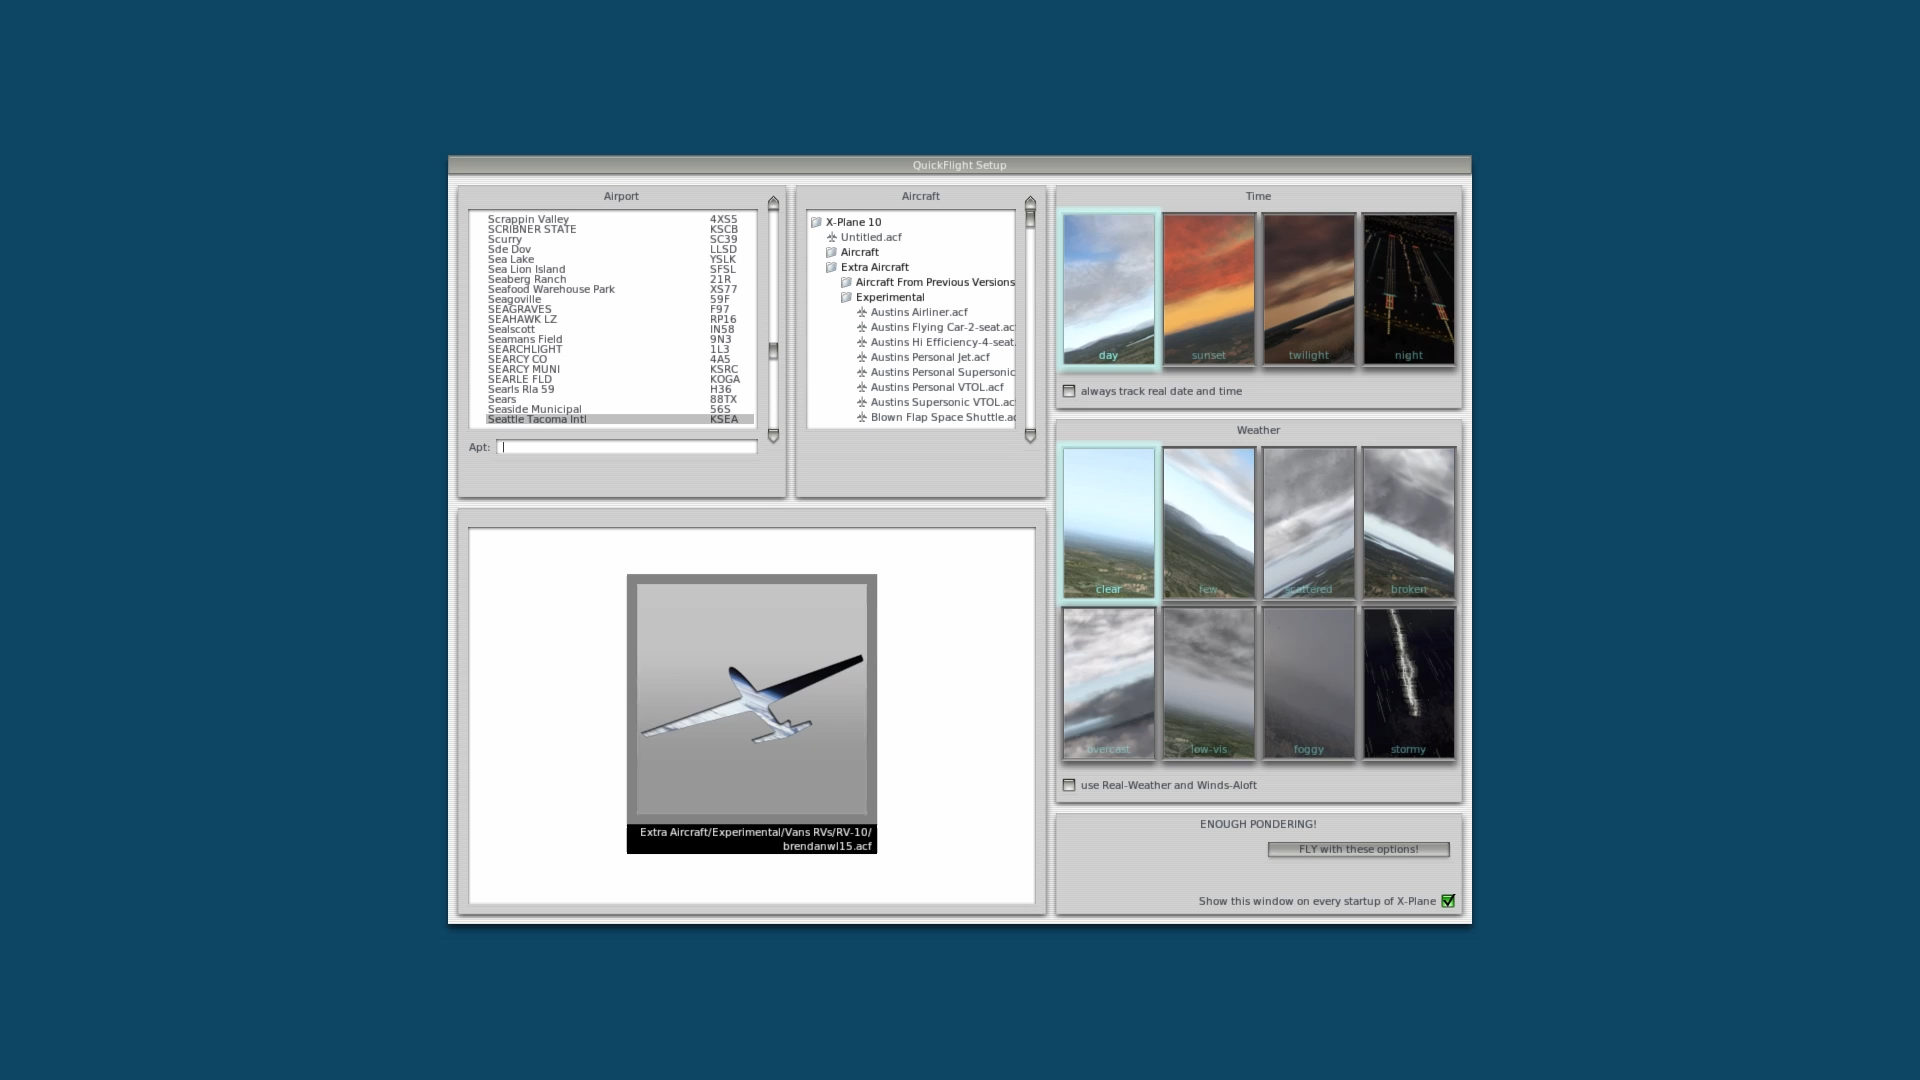 QuickFlight Setup
Airport
Scrappin Valley 4XS5
SCRIBNER STATE KSCB
Scurry SC39
Sde Dov LLSD
Sea Lake YSLK
Sea Lion Island SFSL
Seaberg Ranch 21R
Seafood Warehouse Park XS77
Seagoville 59F
SEAGRAVES F97
SEAHAWK LZ RP16
Sealscott IN58
Seamans Field 9N3
SEARCHLIGHT 1L3
SEARCY CO 4A5
SEARCY MUNI KSRC
SEARLE FLD KOGA
Searls Rla 59 H36
Sears 88TX
Seaside Municipal 56S
Seattle Tacoma Intl KSEA
Apt:
Aircraft
X-Plane 10
Untitled.acf
Aircraft
Extra Aircraft
Aircraft From Previous Versions
Experimental
Austins Airliner.acf
Austins Flying Car-2-seat.ac
Austins Hi Efficiency-4-seat.
Austins Personal Jet.acf
Austins Personal Supersonic
Austins Personal VTOL.acf
Austins Supersonic VTOL.ac
Blown Flap Space Shuttle.ac
Extra Aircraft/Experimental/Vans RVs/RV-10/
brendanwl15.acf
Time
day sunset twilight night
always track real date and time
Weather
clear few scattered broken
overcast low-vis foggy stormy
use Real-Weather and Winds-Aloft
ENOUGH PONDERING!
FLY with these options!
Show this window on every startup of X-Plane